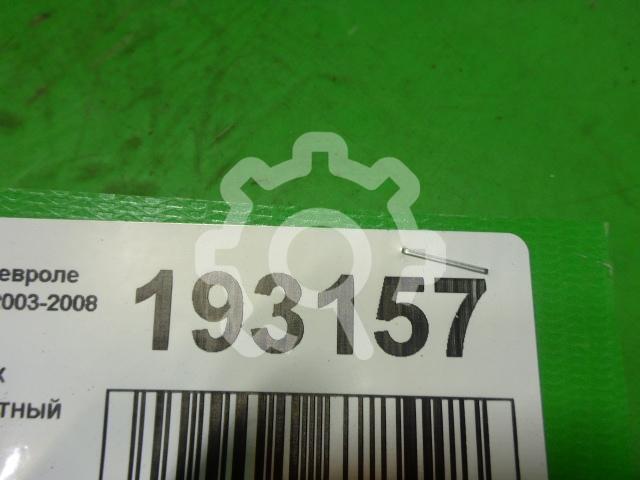 евроле
2003-2008
193157
х
тный